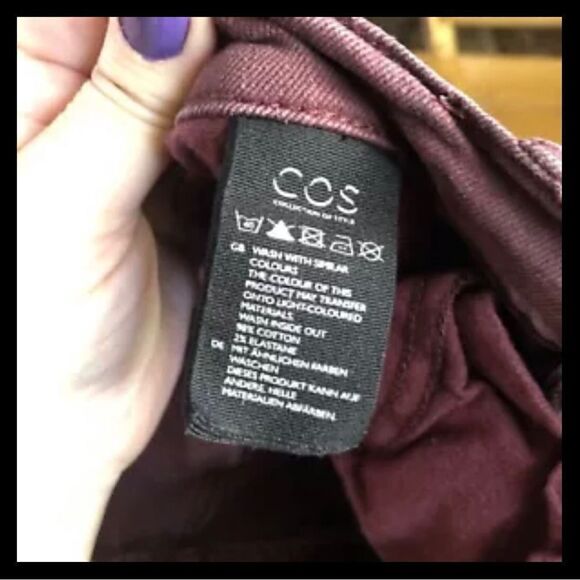 COS
COLLECTION OF STYLE
40
GB WASH WITH SIMILAR
COLOURS
THE COLOUR OF THIS
PRODUCT MAY TRANSFER
ONTO LIGHT-COLOURED
MATERIALS.
WASH INSIDE OUT
98% COTTON
2% ELASTANE
DE MIT ÄHNLICHEN FARBEN
WASCHEN
DIESES PRODUKT KANN AUF
ANDERE, HELLE
MATERIALIEN ABFÄRBEN.